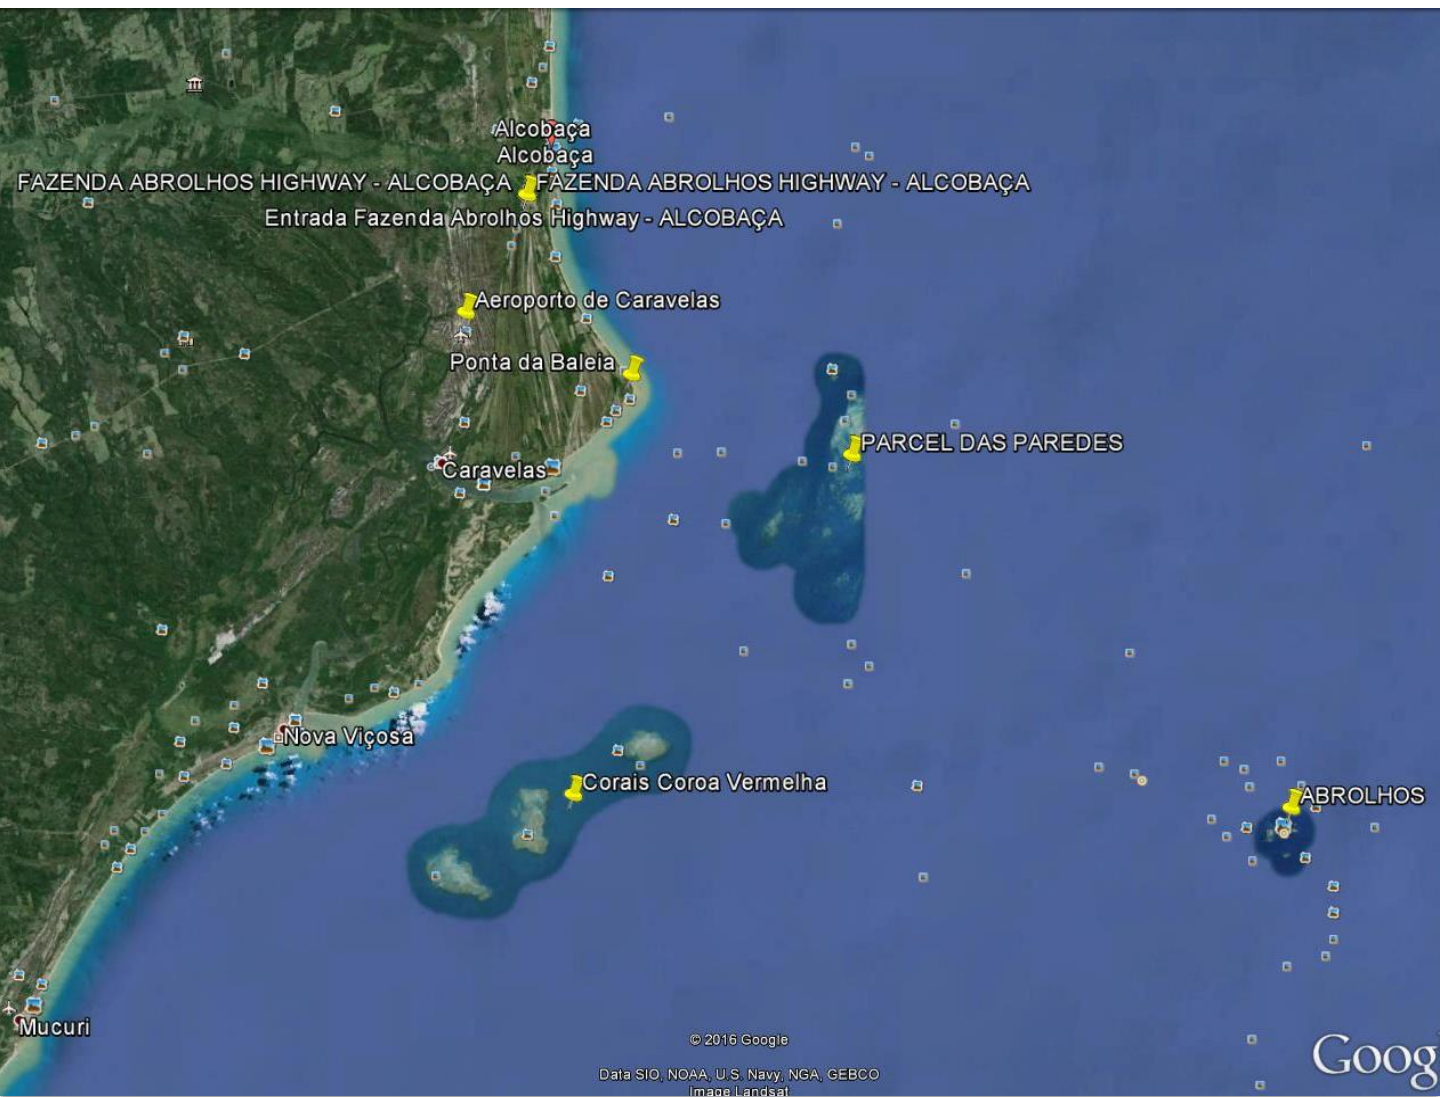 Alcobaça
Alcobaça
FAZENDA ABROLHOS HIGHWAY - ALCOBAÇA
FAZENDA ABROLHOS HIGHWAY - ALCOBAÇA
Entrada Fazenda Abrolhos Highway - ALCOBAÇA
Aeroporto de Caravelas
Ponta da Baleia
PARCEL DAS PAREDES
Caravelas
Nova Viçosa
Corais Coroa Vermelha
ABROLHOS
Mucuri
© 2016 Google
Data SIO, NOAA, U.S. Navy, NGA, GEBCO
Image Landsat
Goog